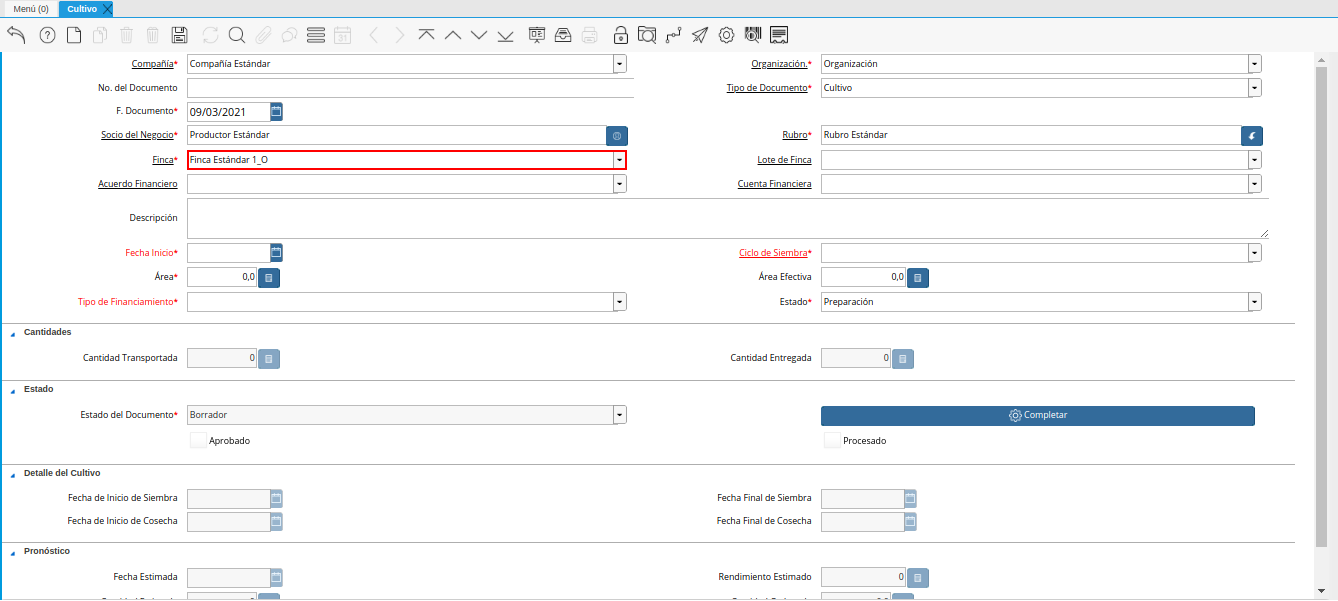 Menú (0) Cultivo
31
Compañía* Compañía Estándar Organización.* Organización
No. del Documento Tipo de Documento* Cultivo
F. Documento* 09/03/2021
Socio del Negocio* Productor Estándar Rubro* Rubro Estándar
Finca* Finca Estándar 1_O Lote de Finca
Acuerdo Financiero Cuenta Financiera
Descripción
Fecha Inicio* Ciclo de Siembra*
Área* 0,0 Área Efectiva 0,0
Tipo de Financiamiento* Estado* Preparación
Cantidades
Cantidad Transportada 0 Cantidad Entregada 0
Estado
Estado del Documento* Borrador Completar
Aprobado Procesado
Detalle del Cultivo
Fecha de Inicio de Siembra Fecha Final de Siembra
Fecha de Inicio de Cosecha Fecha Final de Cosecha
Pronóstico
Fecha Estimada Rendimiento Estimado 0